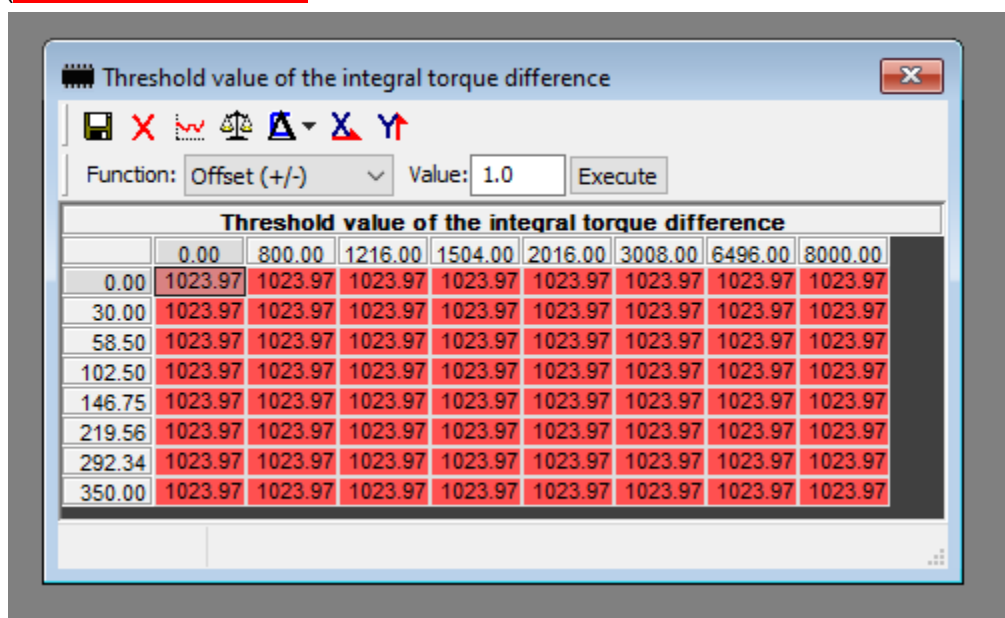 Threshold value of the integral torque difference
Function: Offset (+/-) Value: 1.0 Execute
Threshold value of the integral torque difference
0.00 800.00 1216.00 1504.00 2016.00 3008.00 6496.00 8000.00
0.00 1023.97 1023.97 1023.97 1023.97 1023.97 1023.97 1023.97 1023.97
30.00 1023.97 1023.97 1023.97 1023.97 1023.97 1023.97 1023.97 1023.97
58.50 1023.97 1023.97 1023.97 1023.97 1023.97 1023.97 1023.97 1023.97
102.50 1023.97 1023.97 1023.97 1023.97 1023.97 1023.97 1023.97 1023.97
146.75 1023.97 1023.97 1023.97 1023.97 1023.97 1023.97 1023.97 1023.97
219.56 1023.97 1023.97 1023.97 1023.97 1023.97 1023.97 1023.97 1023.97
292.34 1023.97 1023.97 1023.97 1023.97 1023.97 1023.97 1023.97 1023.97
350.00 1023.97 1023.97 1023.97 1023.97 1023.97 1023.97 1023.97 1023.97